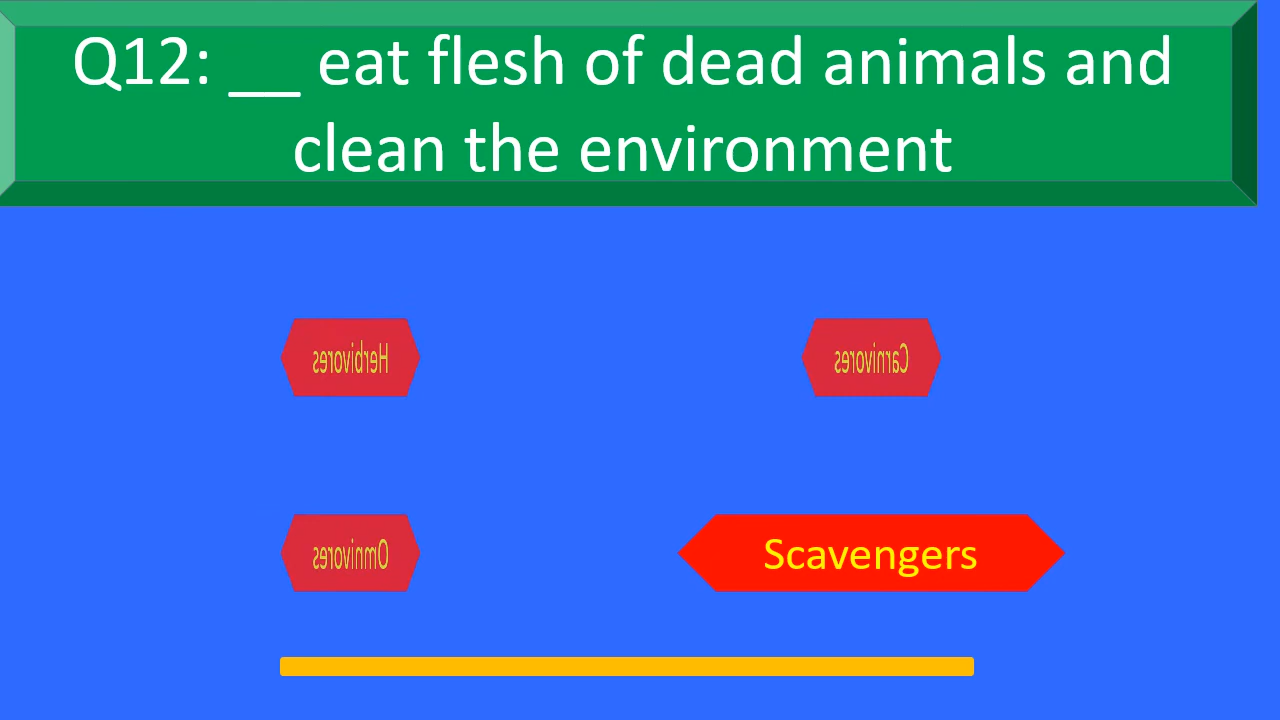 Q12: __ eat flesh of dead animals and
clean the environment
Herbivores
Carnivores
Omnivores
Scavengers